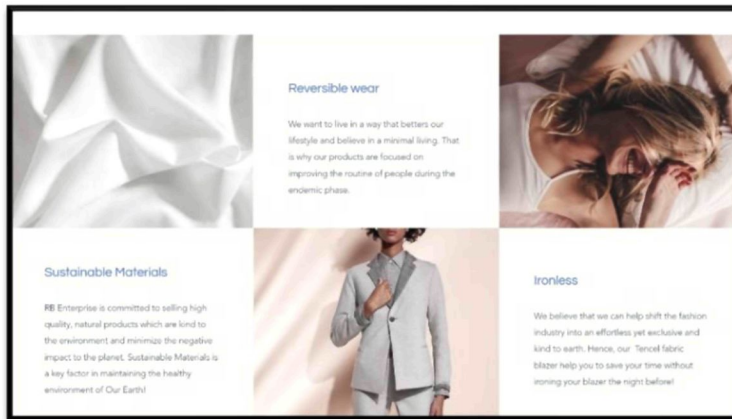 Reversible wear
We want to live in a way that betters our
lifestyle and believe in a minimal living. That
is why our products are focused on
improving the routine of people during the
endemic phase.
Sustainable Materials
RB Enterprise is committed to selling high
quality, natural products which are kind to
the environment and minimize the negative
impact to the planet. Sustainable Materials is
a key factor in maintaining the healthy
environment of Our Earth!
Ironless
We believe that we can help shift the fashion
industry into an effortless yet exclusive and
kind to earth. Hence, our Tencel fabric
blazer help you to save your time without
ironing your blazer the night before!